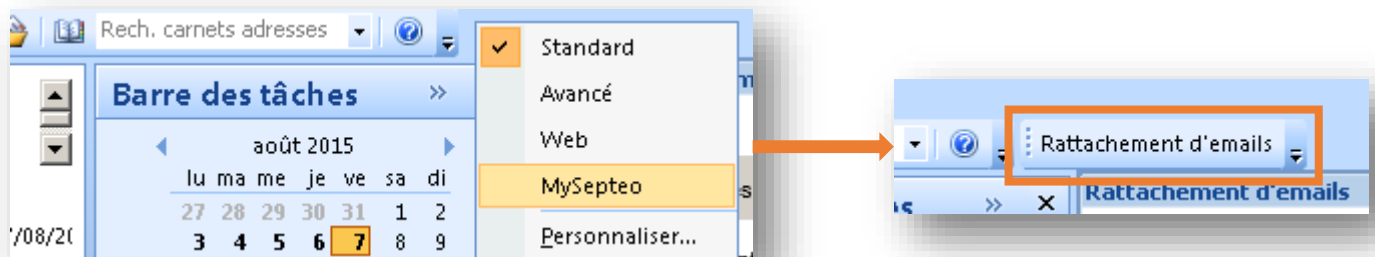 Rech. carnets adresses
Barre des tâches
août 2015
lu ma me je ve sa di
27 28 29 30 31 1 2
3 4 5 6 7 8 9
/08/20
Standard
Avancé
Web
MySepteo
Personnaliser...
Rattachement d'emails
Rattachement d'emails